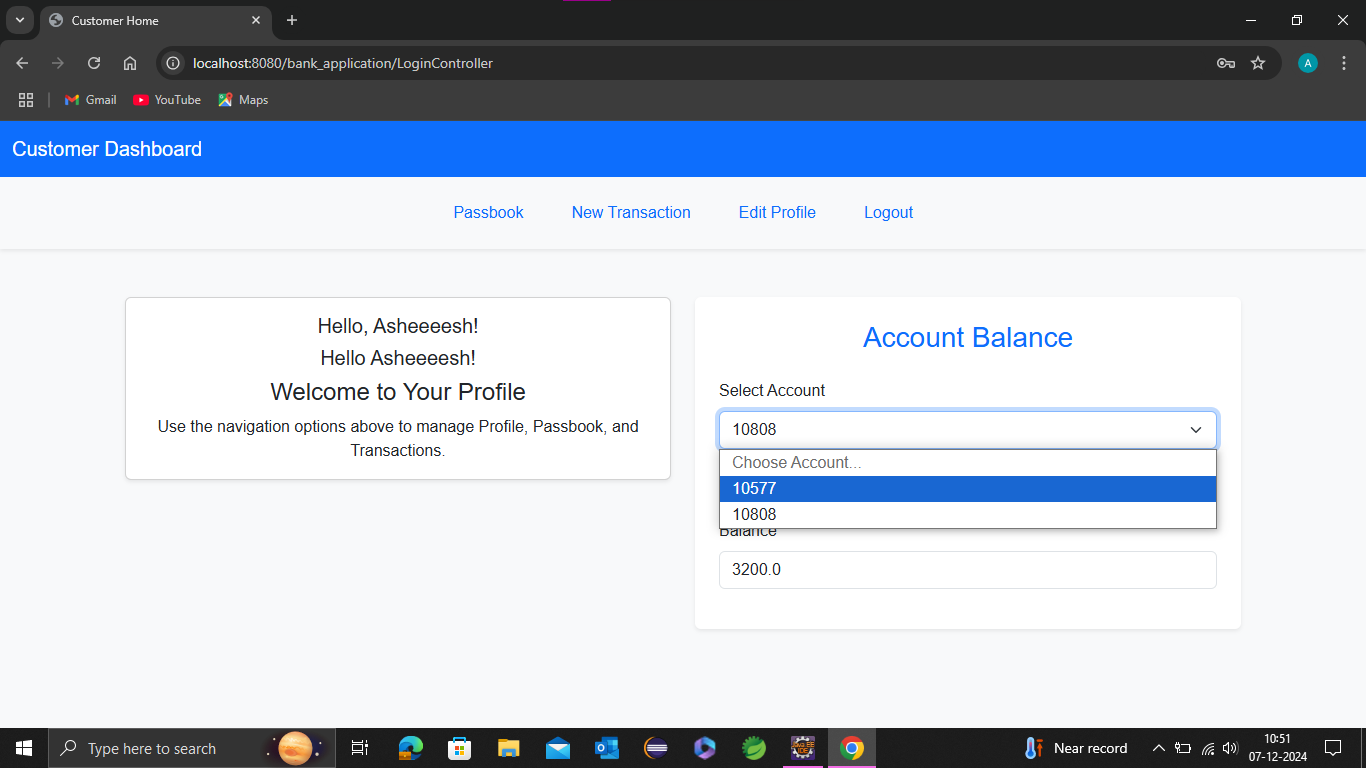 Customer Home
localhost:8080/bank_application/LoginController
A
Gmail
YouTube
Maps
Customer Dashboard
Passbook
New Transaction
Edit Profile
Logout
Hello, Asheeeesh!
Hello Asheeeesh!
Welcome to Your Profile
Use the navigation options above to manage Profile, Passbook, and
Transactions.
Account Balance
Select Account
10808
Choose Account...
10577
10808
Balance
3200.0
Type here to search
Near record
10:51
07-12-2024